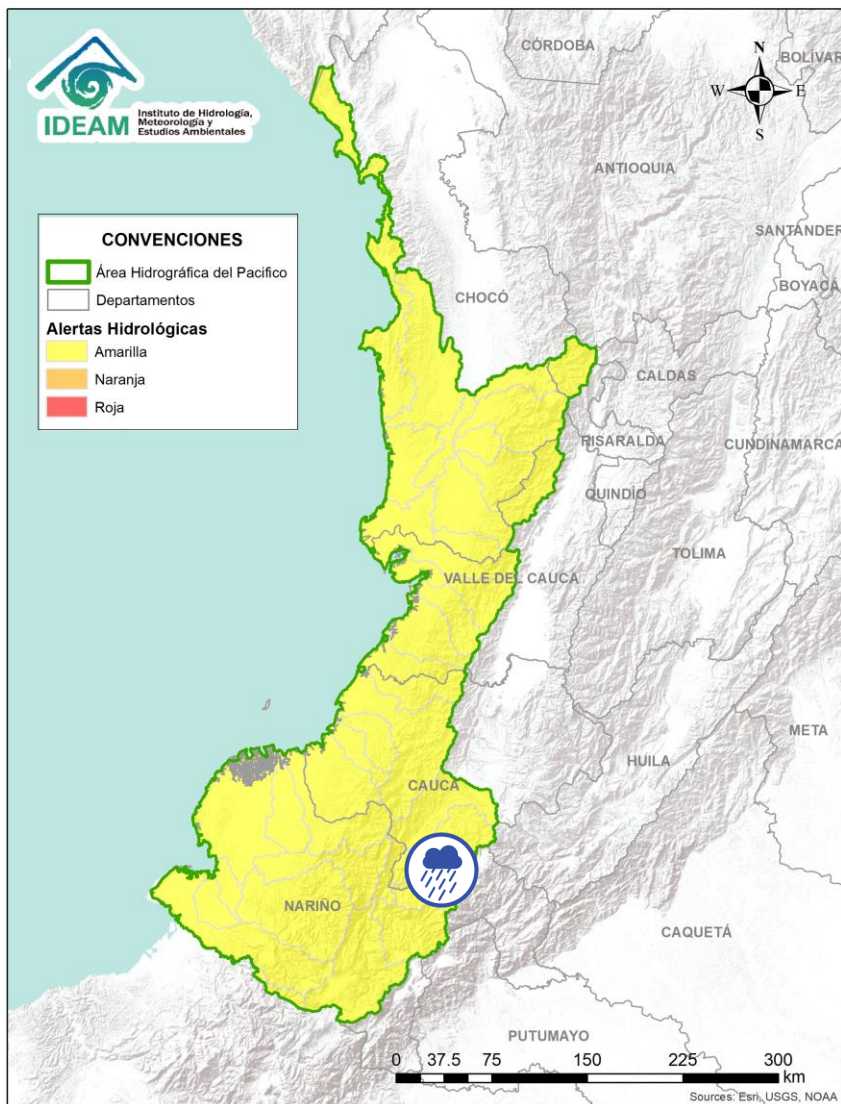 CÓRDOBA
BOLÍVAR
IDEAM
Instituto de Hidrología,
Meteorología y
Estudios Ambientales
N
W
E
S
ANTIOQUIA
SANTANDER
BOYACÁ
CONVENCIONES
Área Hidrográfica del Pacifico
Departamentos
Alertas Hidrológicas
Amarilla
Naranja
Roja
CHOCÓ
CALDAS
RISARALDA
CUNDINAMARCA
QUINDÍO
TOLIMA
VALLE DEL CAUCA
META
HUILA
CAUCA
NARIÑO
CAQUETÁ
PUTUMAYO
0 37.5 75 150 225 300
km
Sources: Esri, USGS, NOAA